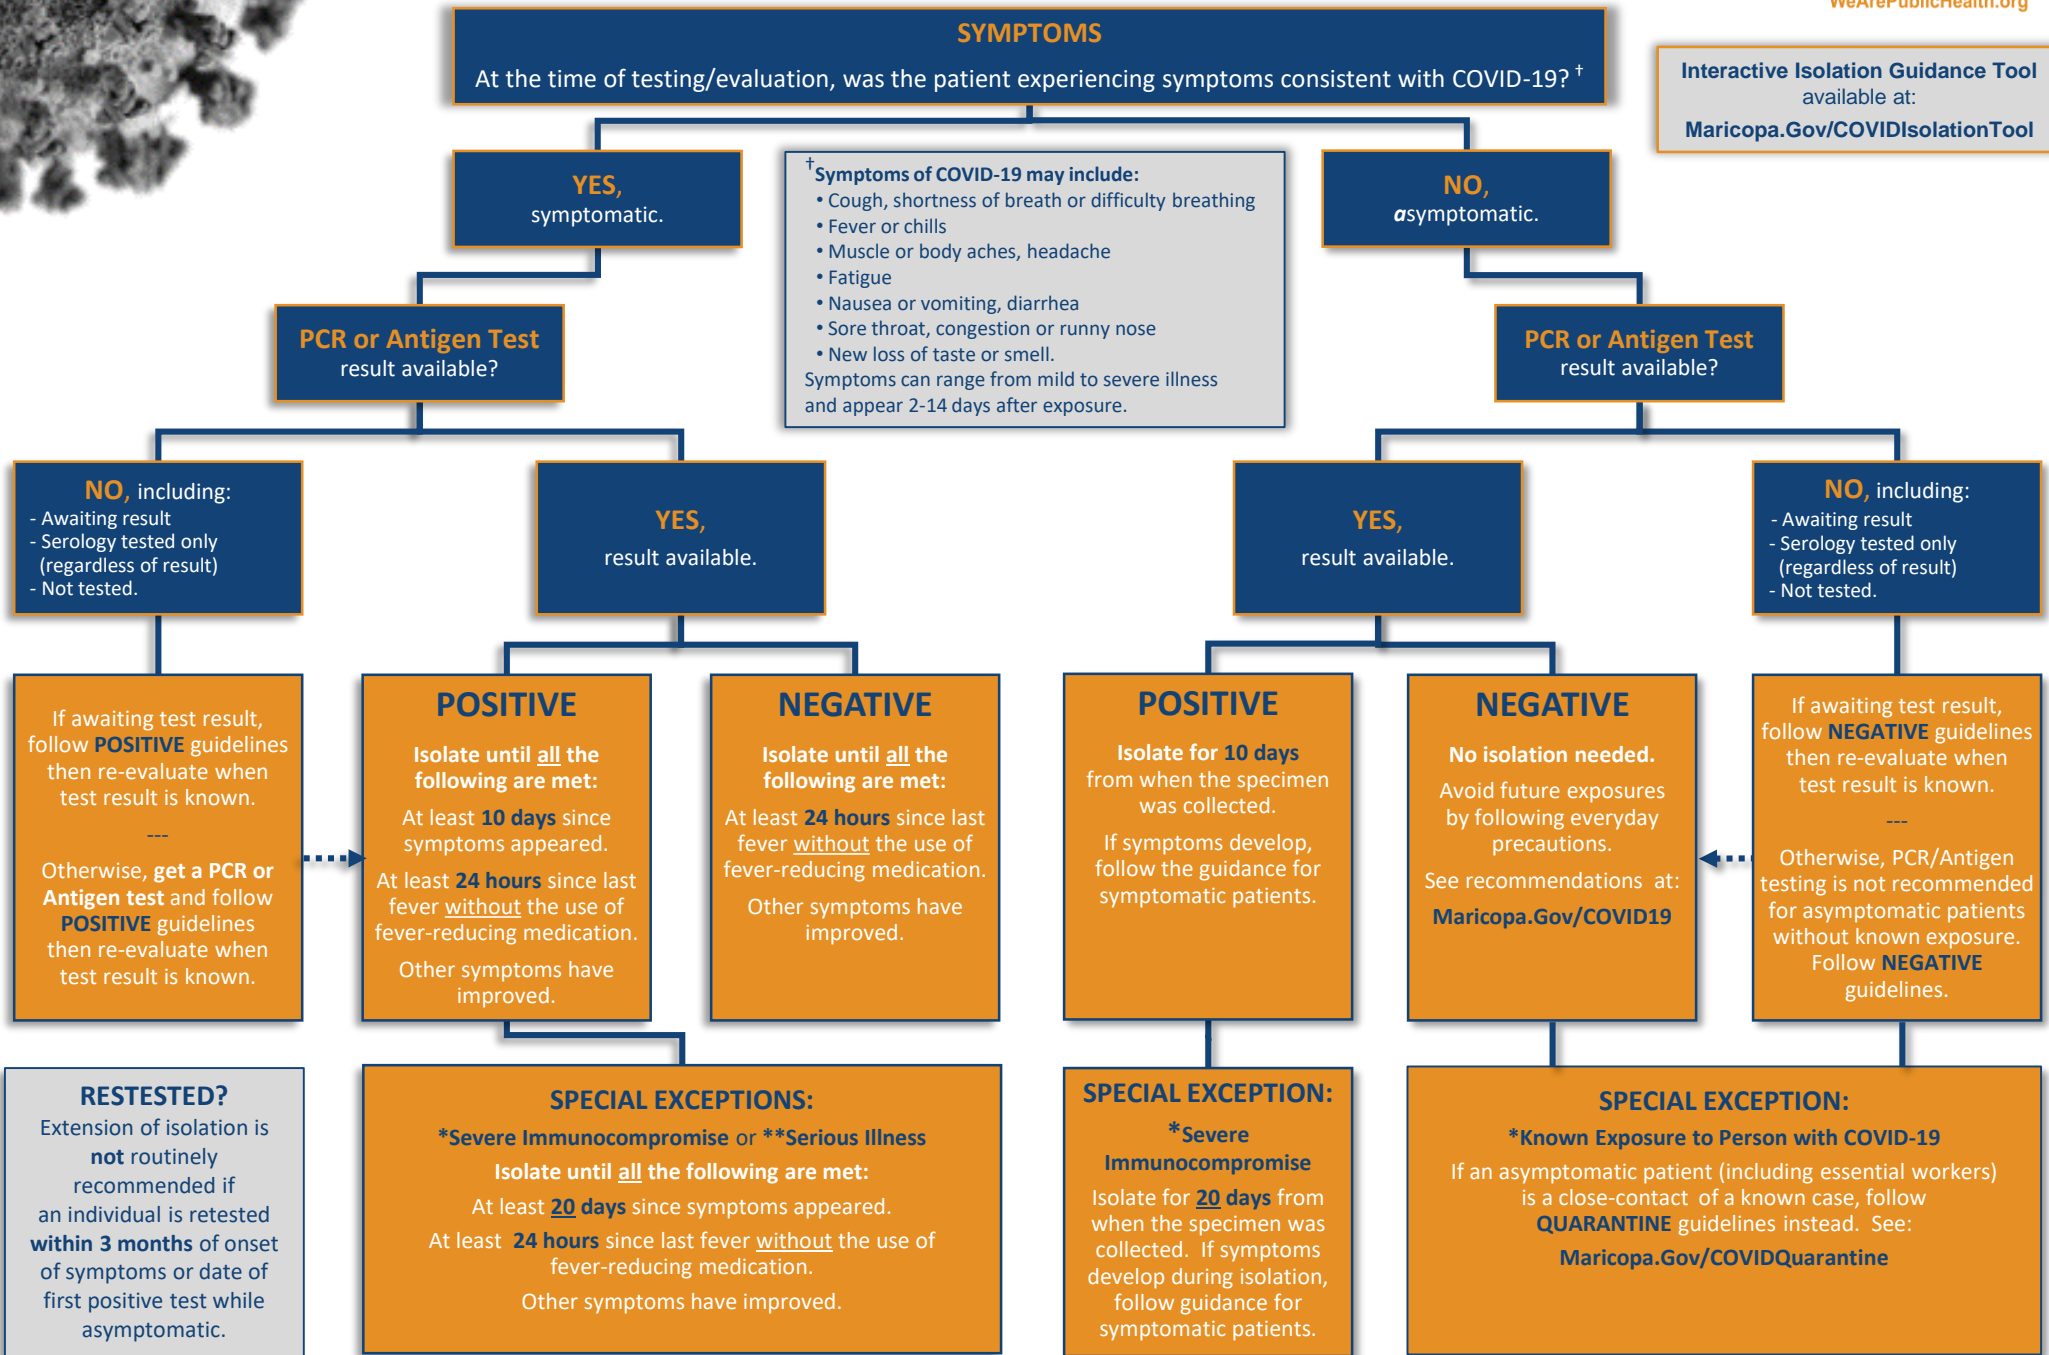 WeArePublicHealth.org
SYMPTOMS
At the time of testing/evaluation, was the patient experiencing symptoms consistent with COVID-19? †
Interactive Isolation Guidance Tool
available at:
Maricopa.Gov/COVIDIsolationTool
YES,
symptomatic.
†Symptoms of COVID-19 may include:
• Cough, shortness of breath or difficulty breathing
• Fever or chills
• Muscle or body aches, headache
• Fatigue
• Nausea or vomiting, diarrhea
• Sore throat, congestion or runny nose
• New loss of taste or smell.
Symptoms can range from mild to severe illness
and appear 2-14 days after exposure.
NO,
asymptomatic.
PCR or Antigen Test
result available?
PCR or Antigen Test
result available?
NO, including:
- Awaiting result
- Serology tested only
(regardless of result)
- Not tested.
YES,
result available.
YES,
result available.
NO, including:
- Awaiting result
- Serology tested only
(regardless of result)
- Not tested.
If awaiting test result,
follow POSITIVE guidelines
then re-evaluate when
test result is known.
---
Otherwise, get a PCR or
Antigen test and follow
POSITIVE guidelines
then re-evaluate when
test result is known.
POSITIVE
Isolate until all the
following are met:
At least 10 days since
symptoms appeared.
At least 24 hours since last
fever without the use of
fever-reducing medication.
Other symptoms have
improved.
NEGATIVE
Isolate until all the
following are met:
At least 24 hours since last
fever without the use of
fever-reducing medication.
Other symptoms have
improved.
POSITIVE
Isolate for 10 days
from when the specimen
was collected.
If symptoms develop,
follow the guidance for
symptomatic patients.
NEGATIVE
No isolation needed.
Avoid future exposures
by following everyday
precautions.
See recommendations at:
Maricopa.Gov/COVID19
If awaiting test result,
follow NEGATIVE guidelines
then re-evaluate when
test result is known.
---
Otherwise, PCR/Antigen
testing is not recommended
for asymptomatic patients
without known exposure.
Follow NEGATIVE
guidelines.
RESTESTED?
Extension of isolation is
not routinely
recommended if
an individual is retested
within 3 months of onset
of symptoms or date of
first positive test while
asymptomatic.
SPECIAL EXCEPTIONS:
*Severe Immunocompromise or **Serious Illness
Isolate until all the following are met:
At least 20 days since symptoms appeared.
At least 24 hours since last fever without the use of
fever-reducing medication.
Other symptoms have improved.
SPECIAL EXCEPTION:
*Severe
Immunocompromise
Isolate for 20 days from
when the specimen was
collected. If symptoms
develop during isolation,
follow guidance for
symptomatic patients.
SPECIAL EXCEPTION:
*Known Exposure to Person with COVID-19
If an asymptomatic patient (including essential workers)
is a close-contact of a known case, follow
QUARANTINE guidelines instead. See:
Maricopa.Gov/COVIDQuarantine